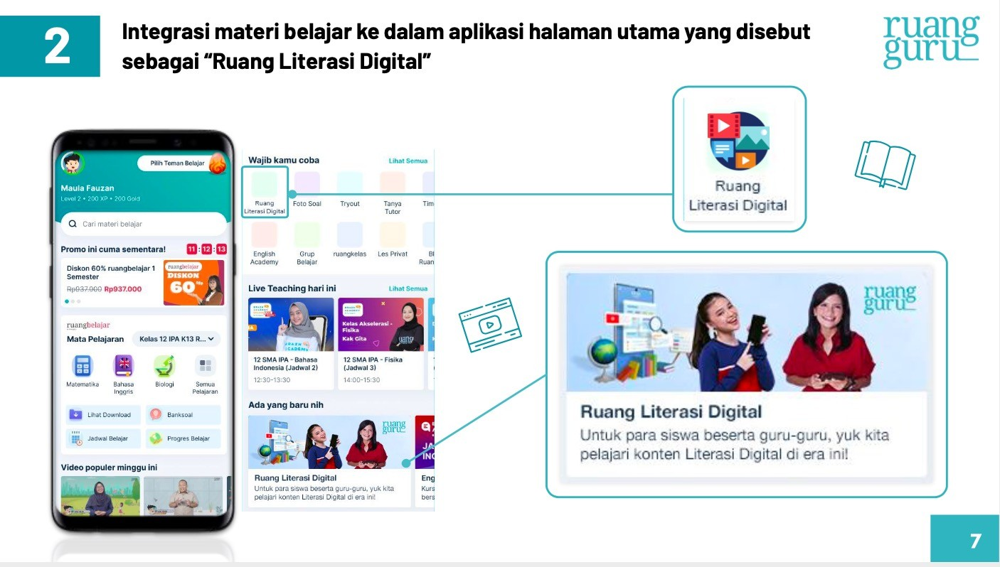 2
Integrasi materi belajar ke dalam aplikasi halaman utama yang disebut
sebagai “Ruang Literasi Digital”
ruang
guru
Pilih Teman Belajar
Maula Fauzan
Level 2 • 200 XP • 200 Gold
Cari materi belajar
Promo ini cuma sementara!
11 : 12 : 13
Diskon 60% ruangbelajar 1
Semester
Rp937.000 Rp937.000
ruangbelajar
DISKON
60
ruangbelajar
Mata Pelajaran
Kelas 12 IPA K13 R...
Matematika
Bahasa
Inggris
Biologi
Semua
Pelajaran
Lihat Download
Banksoal
Jadwal Belajar
Progres Belajar
Video populer minggu ini
Wajib kamu coba
Lihat Semua
Ruang
Literasi Digital
Foto Soal
Tryout
Tanya
Tutor
Tim
English
Academy
Grup
Belajar
ruangkelas
Les Privat
Bl
Ruan
Live Teaching hari ini
Lihat Semua
Kelas Akselerasi -
Fisika
Kak Gita
12 SMA IPA - Bahasa
Indonesia (Jadwal 2)
12:30-13:30
12 SMA IPA - Fisika
(Jadwal 3)
14:00-15:30
Ada yang baru nih
ruang
guru
Ruang Literasi Digital
Untuk para siswa beserta guru-guru, yuk kita
pelajari konten Literasi Digital di era ini!
Eng
Kurs
bers
Ruang
Literasi Digital
ruang
guru
Ruang Literasi Digital
Untuk para siswa beserta guru-guru, yuk kita
pelajari konten Literasi Digital di era ini!
7